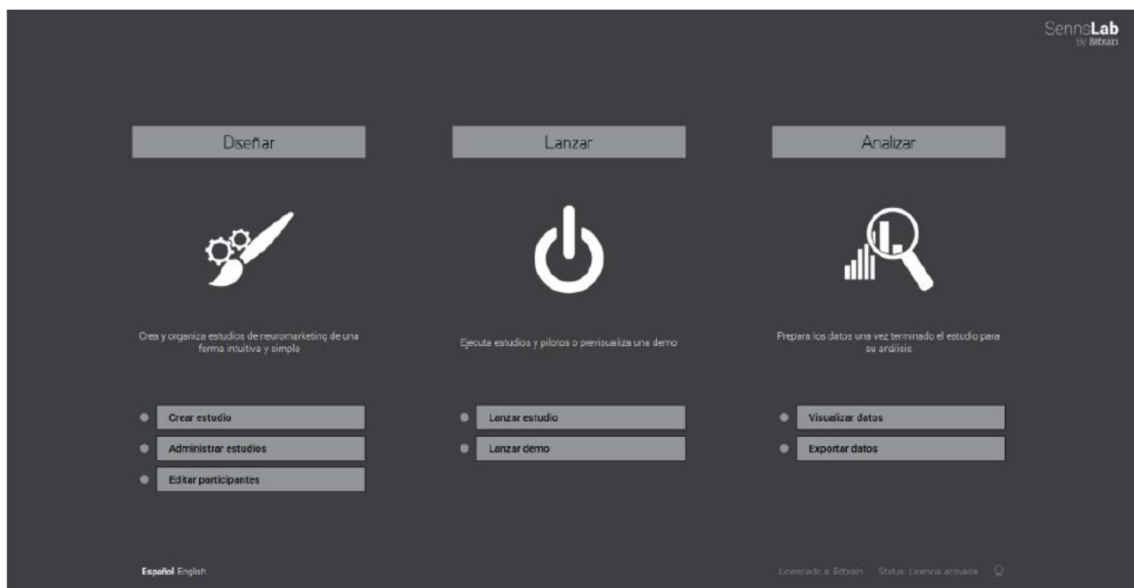 SennsLab
By Bitbrain
Diseñar
Lanzar
Analizar
Crea y organiza estudios de neuromarketing de una
forma intuitiva y simple
Ejecuta estudios y pilotos o previsualiza una demo
Prepara los datos una vez terminado el estudio para
su análisis
Crear estudio
Administrar estudios
Editar participantes
Lanzar estudio
Lanzar demo
Visualizar datos
Exportar datos
Español English
Licenciado a: Bitbrain Status: Licencia activada